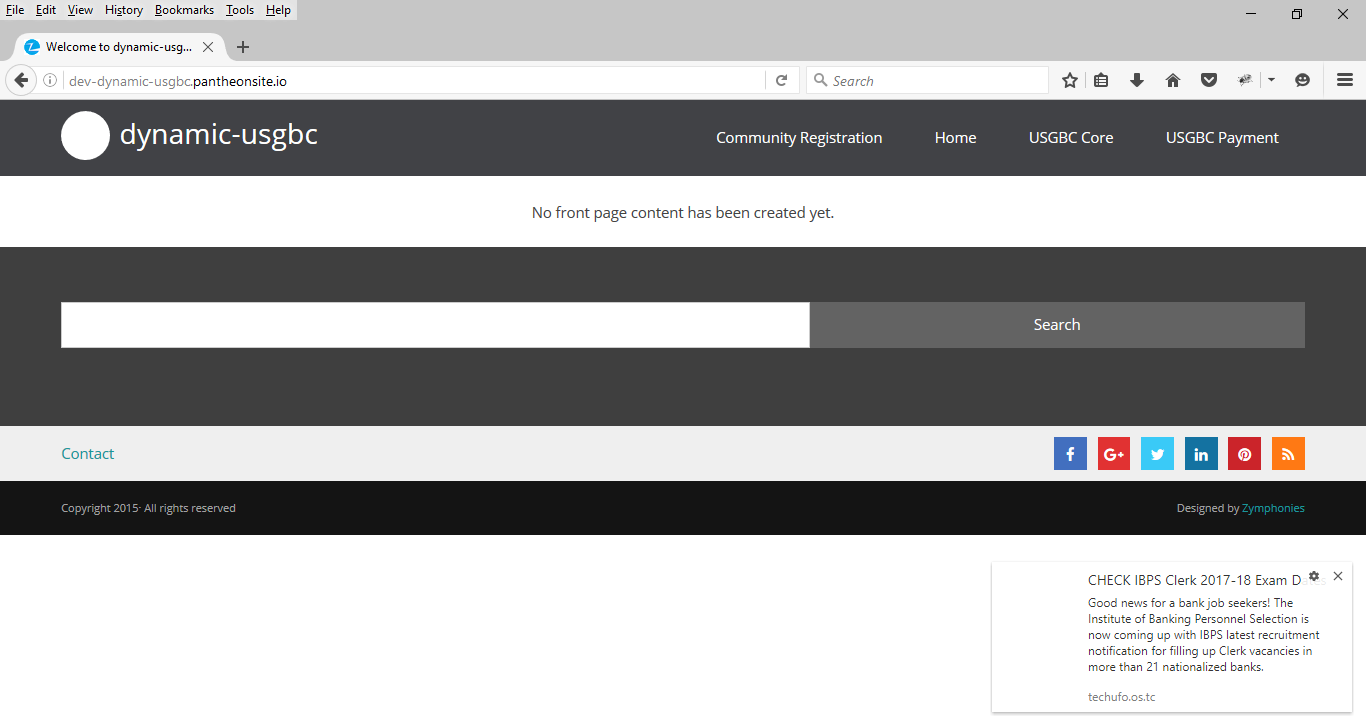 File Edit View History Bookmarks Tools Help
Welcome to dynamic-usg...
dev-dynamic-usgbc.pantheonsite.io
Search
dynamic-usgbc
Community Registration Home USGBC Core USGBC Payment
No front page content has been created yet.
Search
Contact
Copyright 2015· All rights reserved
Designed by Zymphonies
CHECK IBPS Clerk 2017-18 Exam D
Good news for a bank job seekers! The
Institute of Banking Personnel Selection is
now coming up with IBPS latest recruitment
notification for filling up Clerk vacancies in
more than 21 nationalized banks.
techufo.os.tc